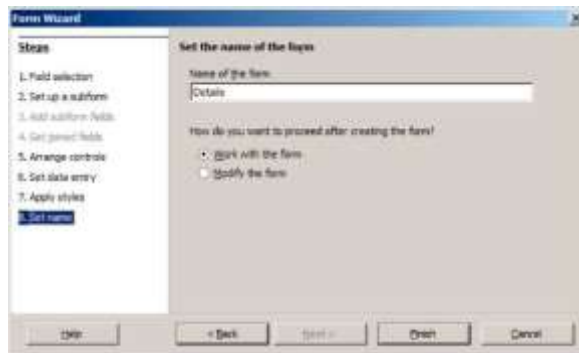 Form Wizard
Steps
1. Field selection
2. Set up a subform
3. Add subform fields
4. Get joined fields
5. Arrange controls
6. Set data entry
7. Apply styles
8. Set name
Set the name of the form
Name of the form
Details
How do you want to proceed after creating the form?
Work with the form
Modify the form
Help
< Back
Next >
Finish
Cancel